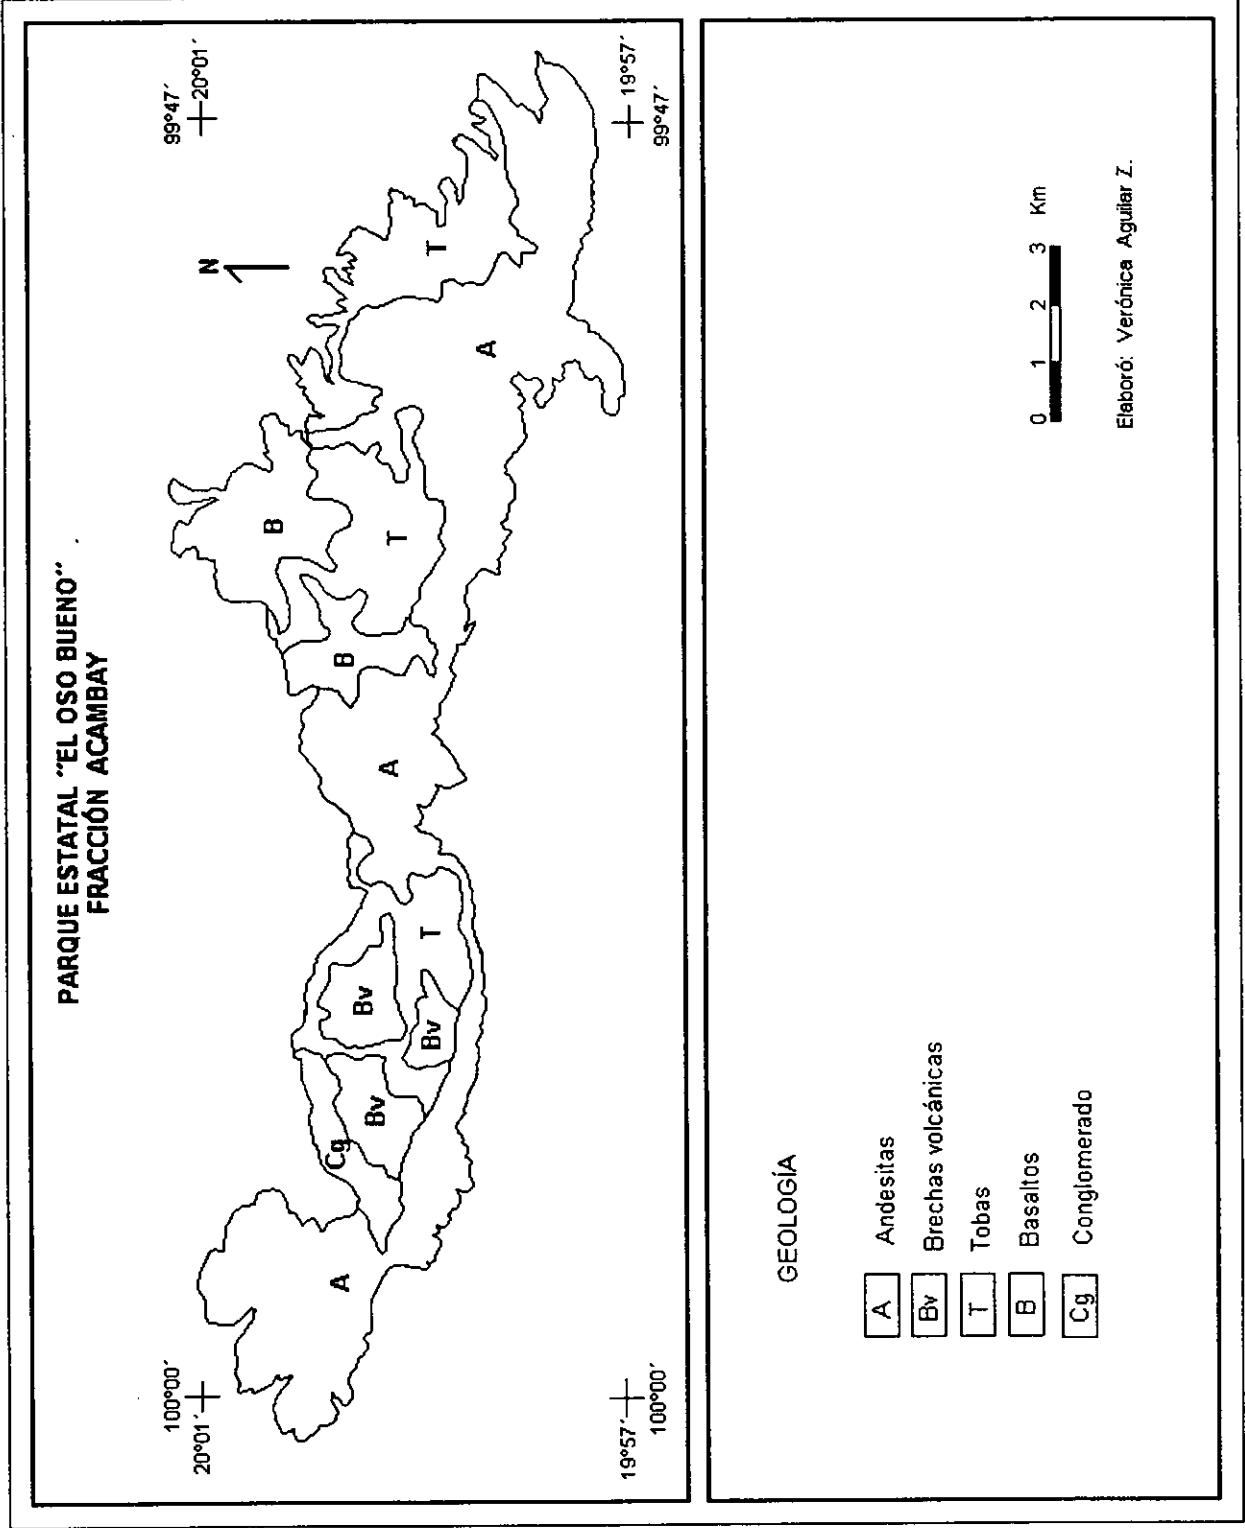 PARQUE ESTATAL “EL OSO BUENO”
FRACCIÓN ACAMBAY
100°00´
20°01´
99°47´
20°01´
N
A
Cg
Bv
Bv
Bv
T
A
B
B
T
A
T
19°57´
100°00´
19°57´
99°47´
GEOLOGÍA
A Andesitas
Bv Brechas volcánicas
T Tobas
B Basaltos
Cg Conglomerado
0 1 2 3 Km
Elaboró: Verónica Aguilar Z.